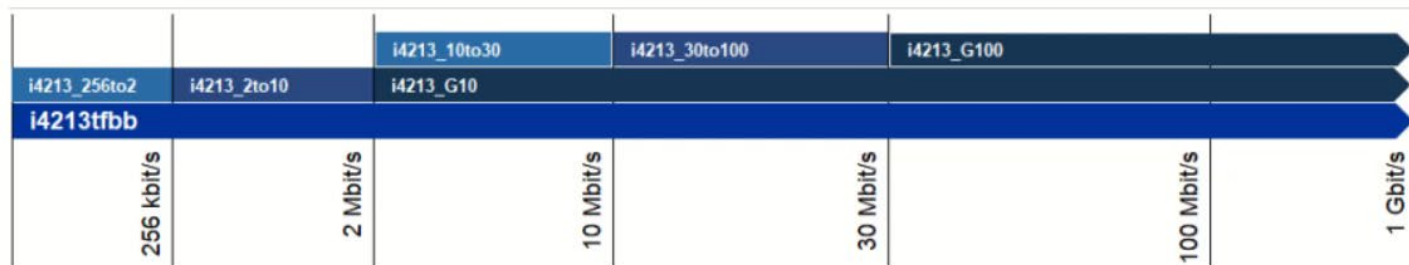 i4213_10to30 i4213_30to100 i4213_G100
i4213_256to2 i4213_2to10 i4213_G10
i4213tfbb
256 kbit/s 2 Mbit/s 10 Mbit/s 30 Mbit/s 100 Mbit/s 1 Gbit/s